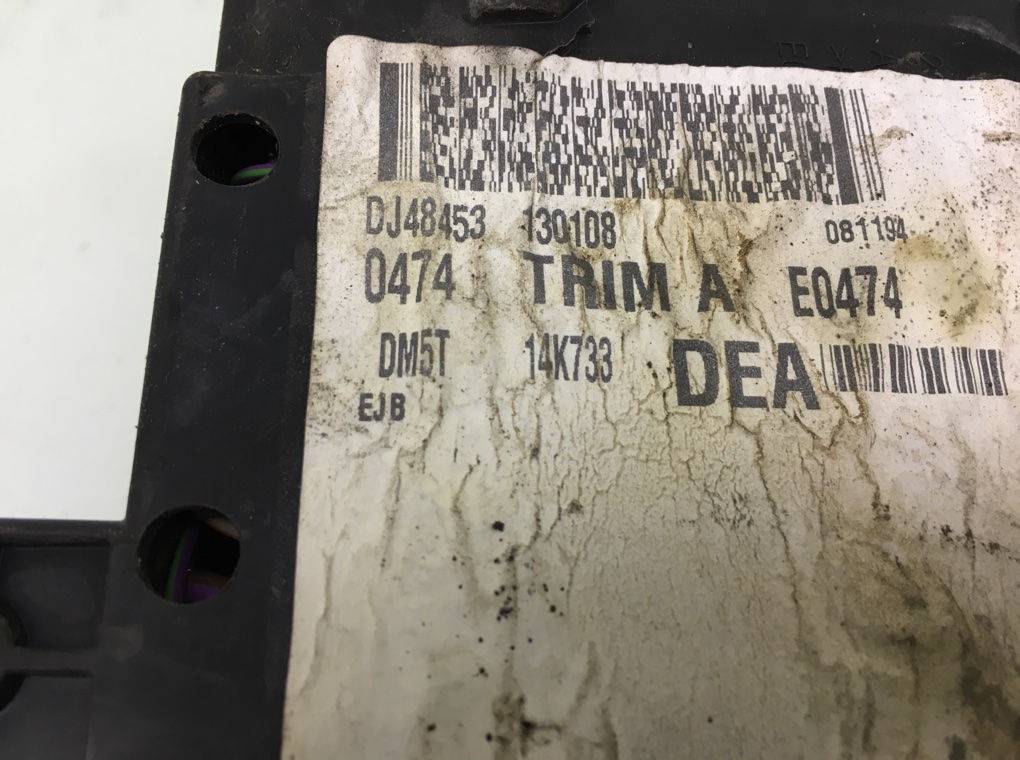 DJ48453 130108 081194
0474 TRIM A E0474
DM5T 14K733 DEA
EJB